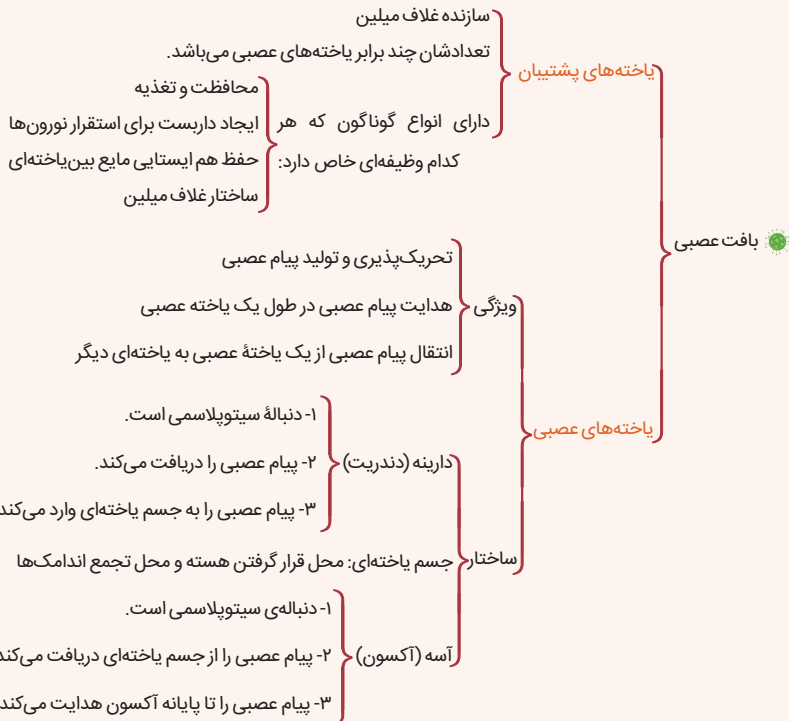 بافت عصبی
یاخته‌های پشتیبان
سازنده غلاف میلین
تعدادشان چند برابر یاخته‌های عصبی می‌باشد.
دارای انواع گوناگون که هر
کدام وظیفه‌ای خاص دارد:
محافظت و تغذیه
ایجاد داربست برای استقرار نورون‌ها
حفظ هم ایستایی مایع بین‌یاخته‌ای
ساختار غلاف میلین
یاخته‌های عصبی
ویژگی
تحریک‌پذیری و تولید پیام عصبی
هدایت پیام عصبی در طول یک یاخته عصبی
انتقال پیام عصبی از یک یاختهٔ عصبی به یاخته‌ای دیگر
ساختار
دارینه (دندریت)
۱- دنبالهٔ سیتوپلاسمی است.
۲- پیام عصبی را دریافت می‌کند.
۳- پیام عصبی را به جسم یاخته‌ای وارد می‌کند
جسم یاخته‌ای: محل قرار گرفتن هسته و محل تجمع اندامک‌ها
آسه (آکسون)
۱- دنباله‌ی سیتوپلاسمی است.
۲- پیام عصبی را از جسم یاخته‌ای دریافت می‌کند
۳- پیام عصبی را تا پایانه آکسون هدایت می‌کند